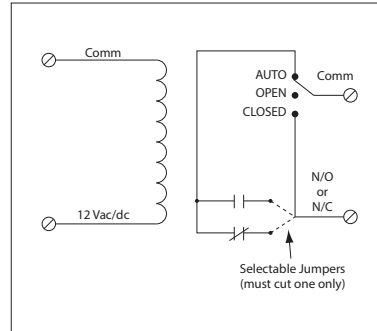 Comm
AUTO
Comm
OPEN
CLOSED
N/O
or
N/C
12 Vac/dc
Selectable Jumpers
(must cut one only)